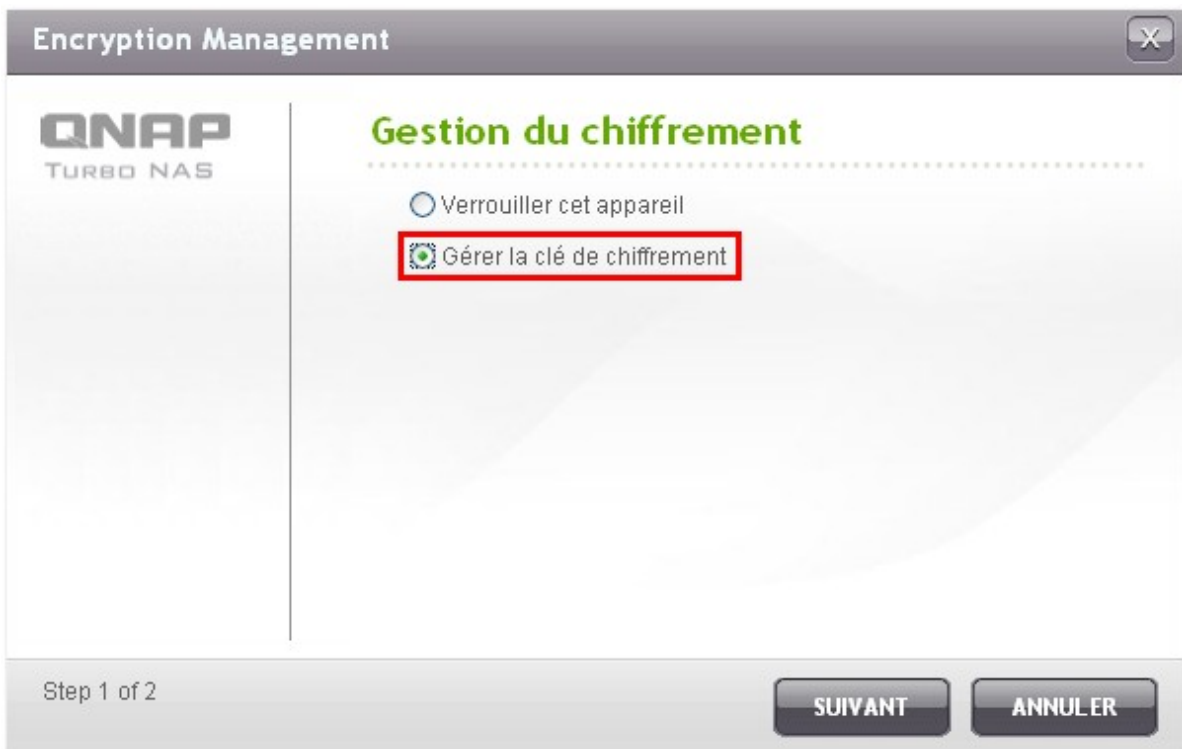 Encryption Management
X
QNAP
TURBO NAS
Gestion du chiffrement
Verrouiller cet appareil
Gérer la clé de chiffrement
Step 1 of 2
SUIVANT
ANNULER